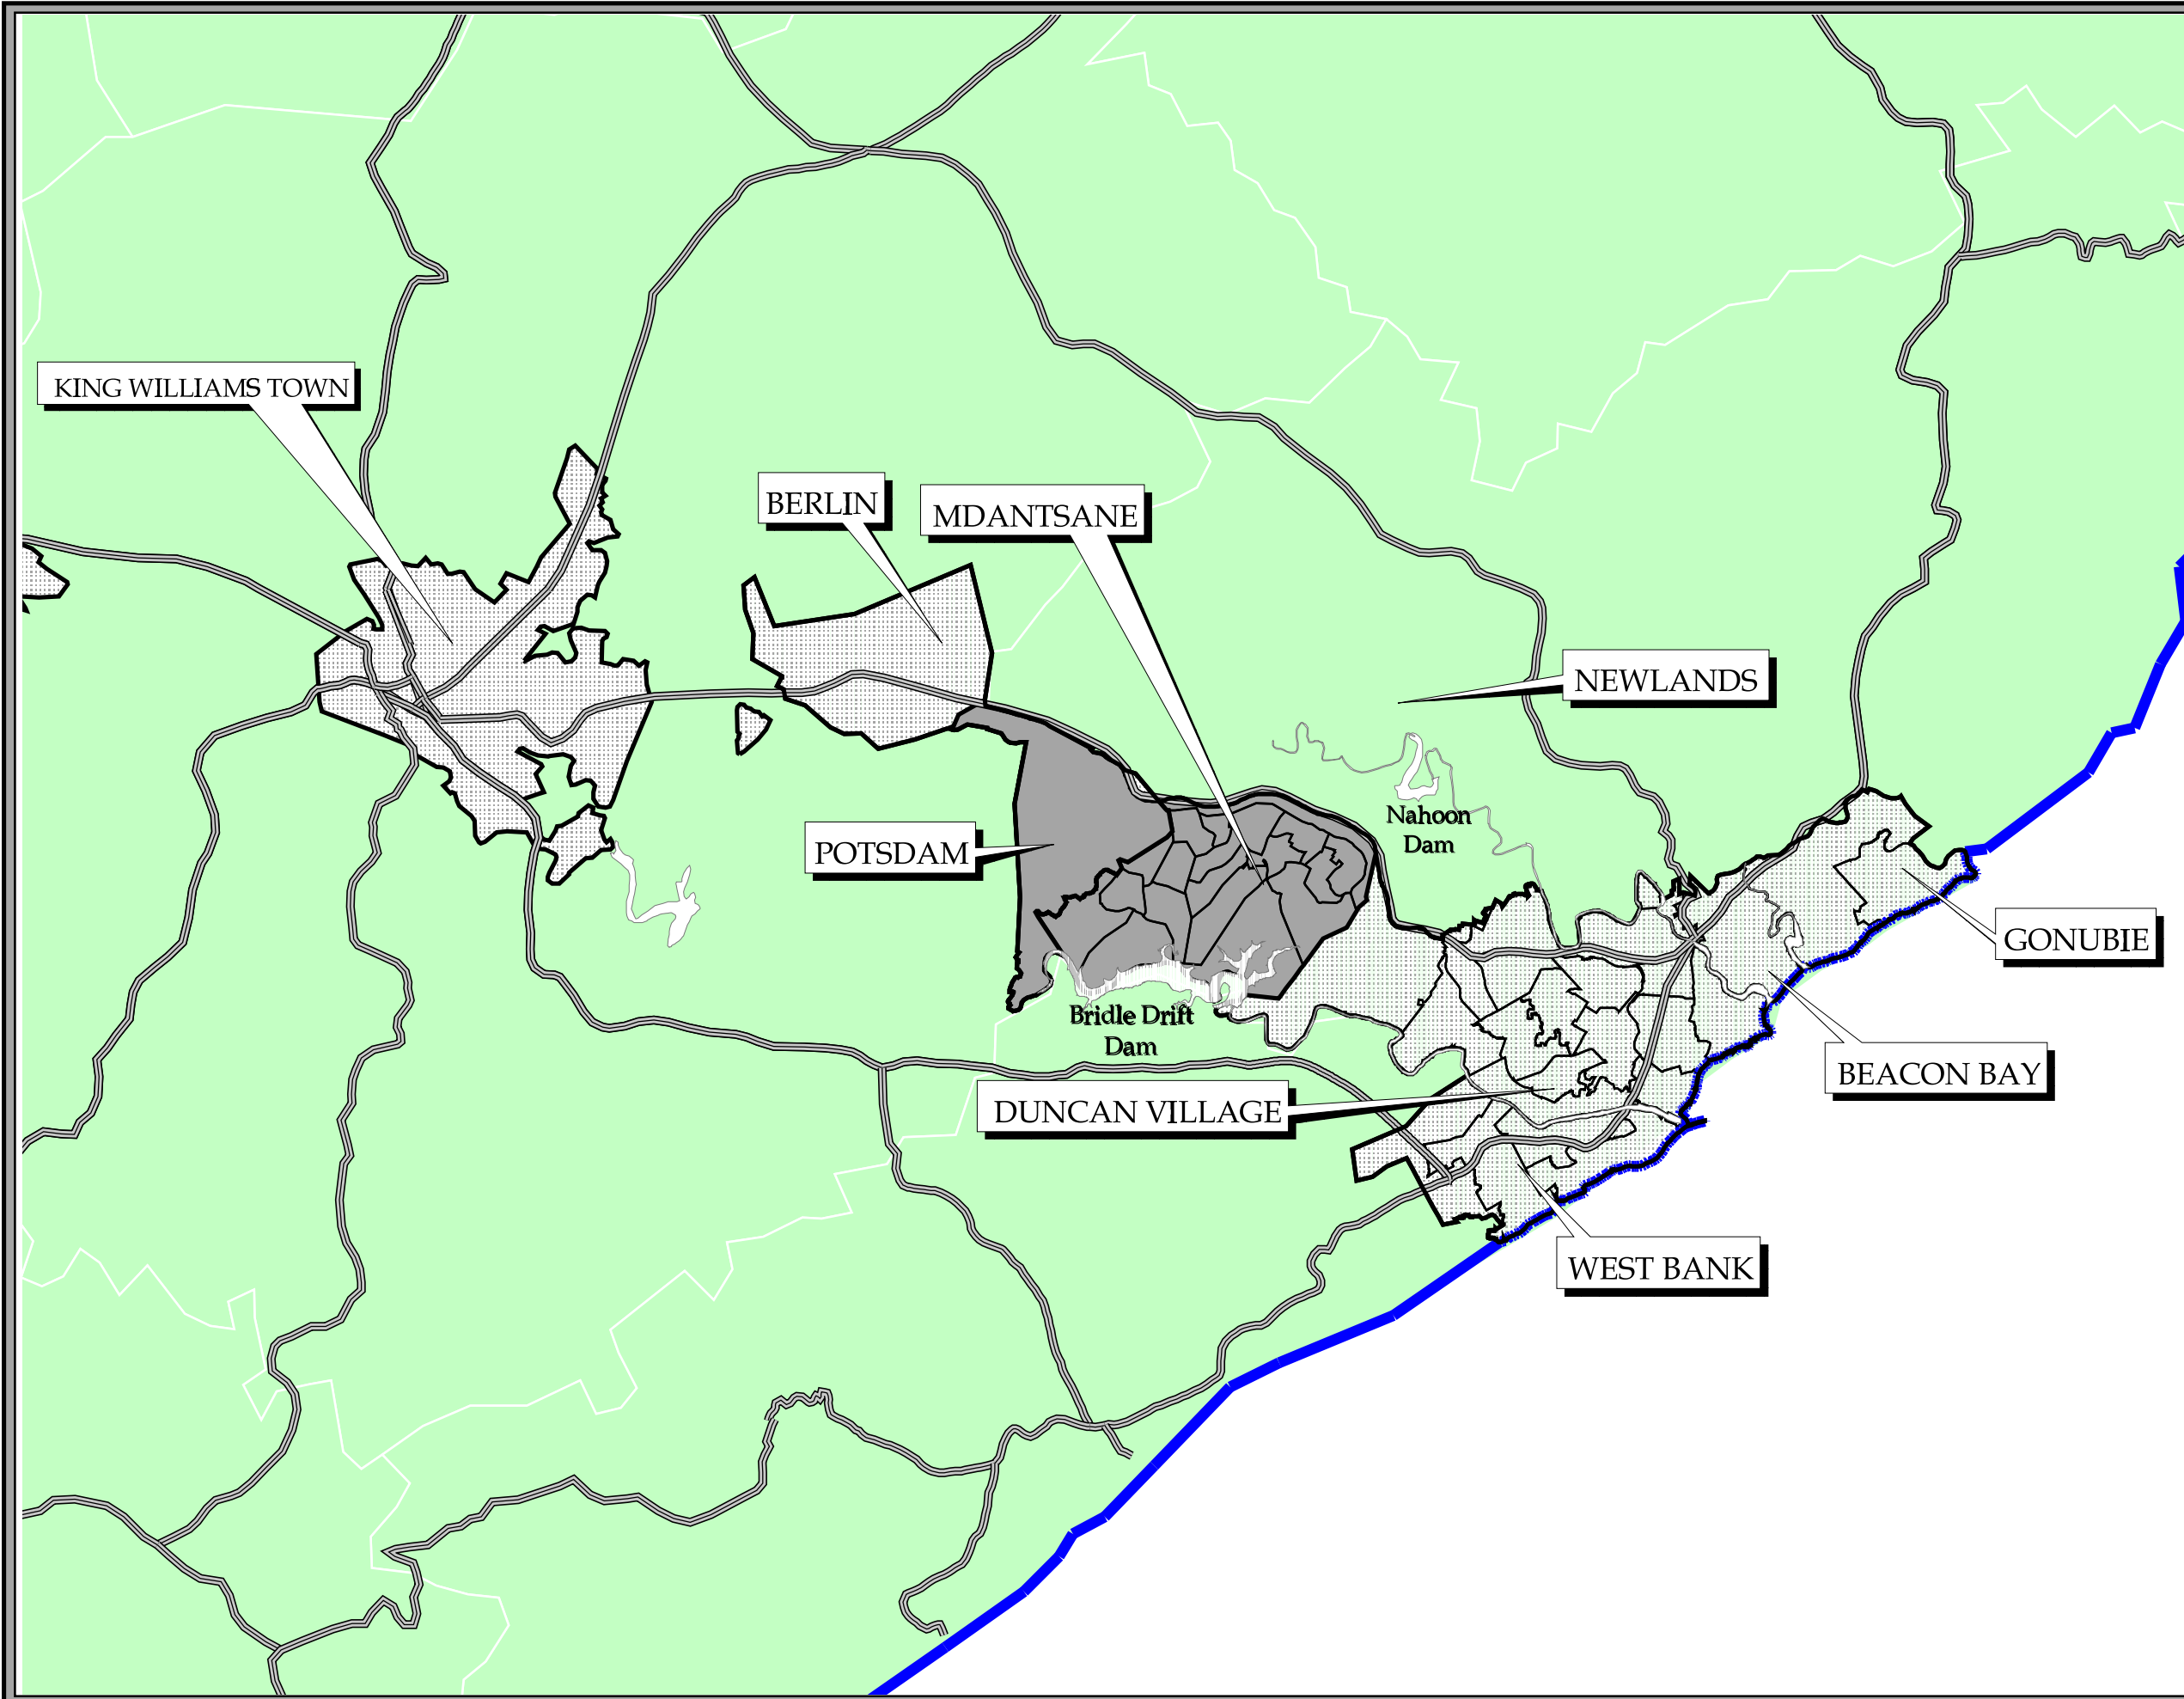 KING WILLIAMS TOWN
BERLIN
MDANTSANE
NEWLANDS
Nahoon
Dam
POTSDAM
GONUBIE
Bridle Drift
Dam
BEACON BAY
DUNCAN VILLAGE
WEST BANK